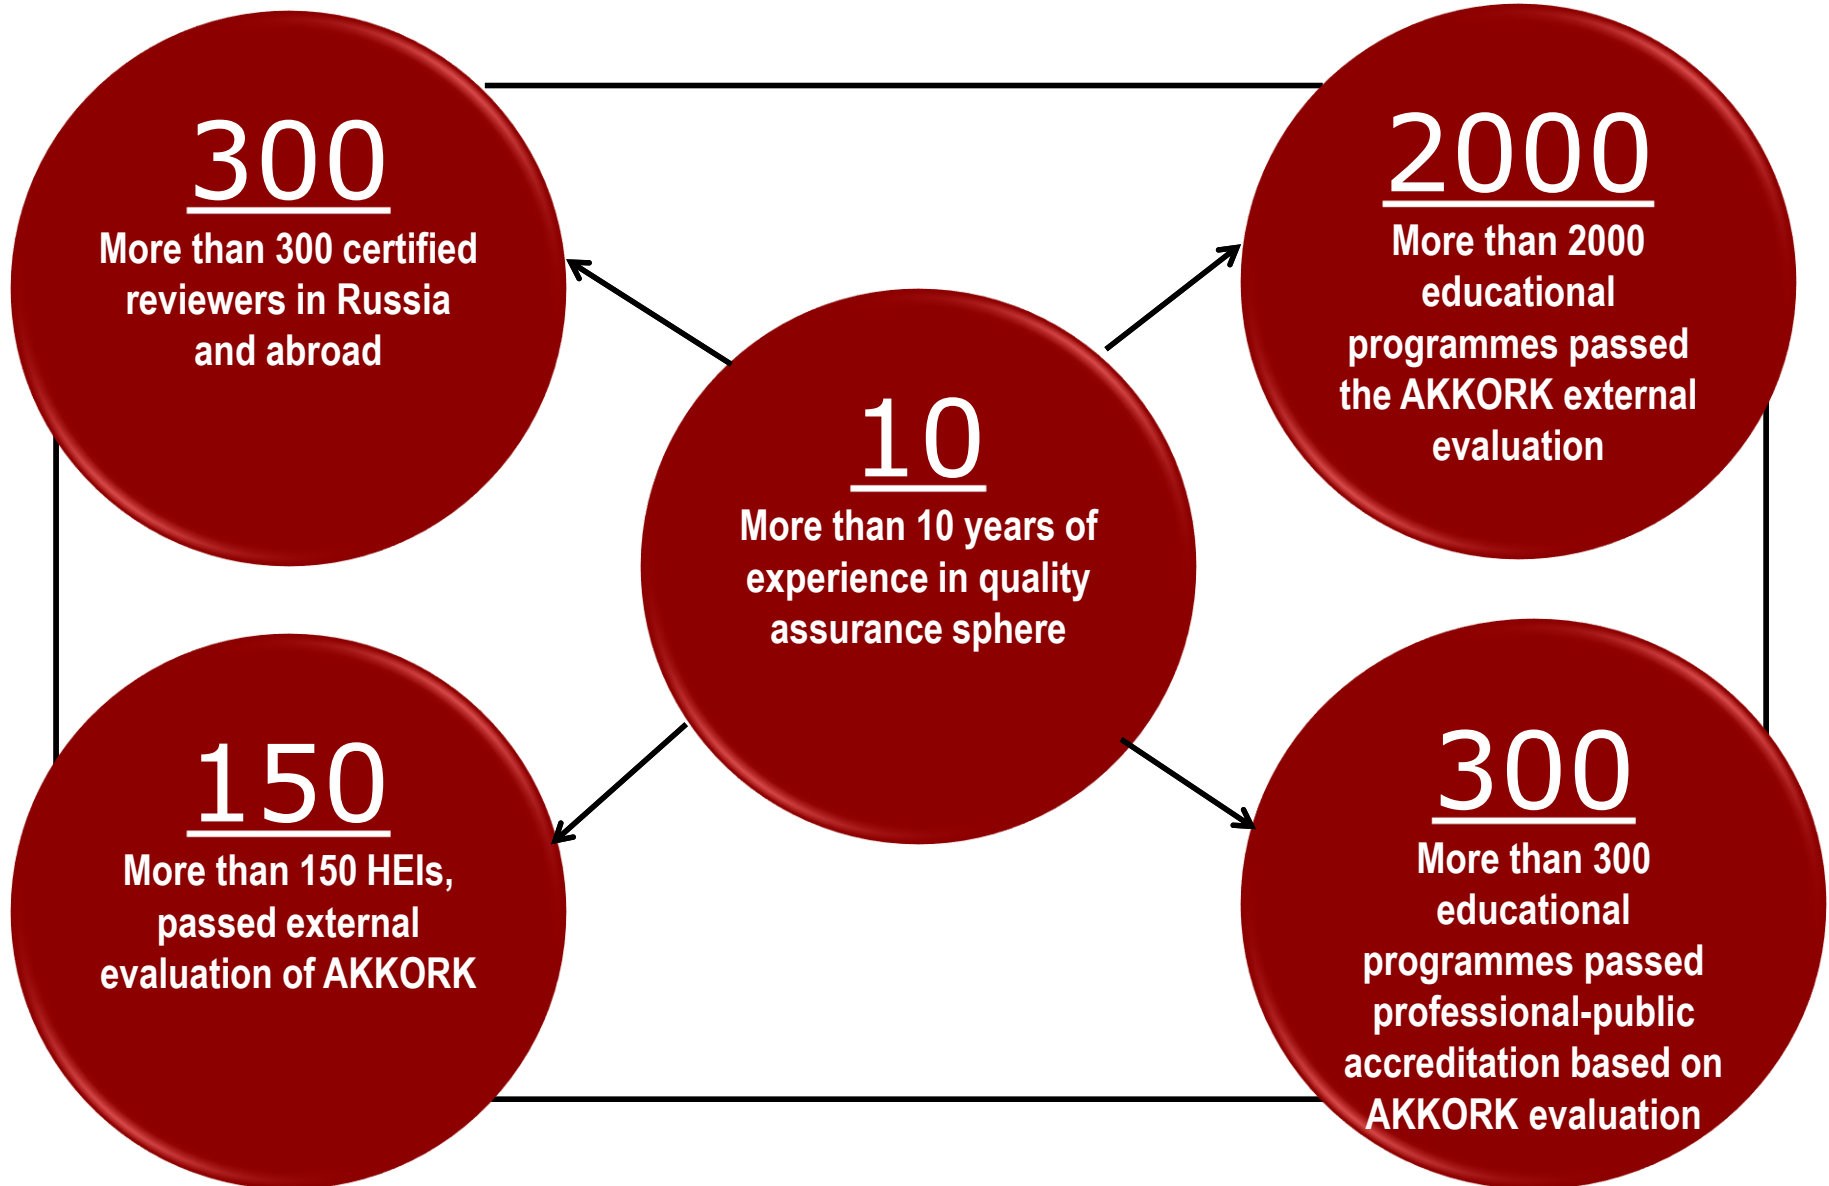 300
More than 300 certified
reviewers in Russia
and abroad
2000
More than 2000
educational
programmes passed
the AKKORK external
evaluation
10
More than 10 years of
experience in quality
assurance sphere
150
More than 150 HEIs,
passed external
evaluation of AKKORK
300
More than 300
educational
programmes passed
professional-public
accreditation based on
AKKORK evaluation